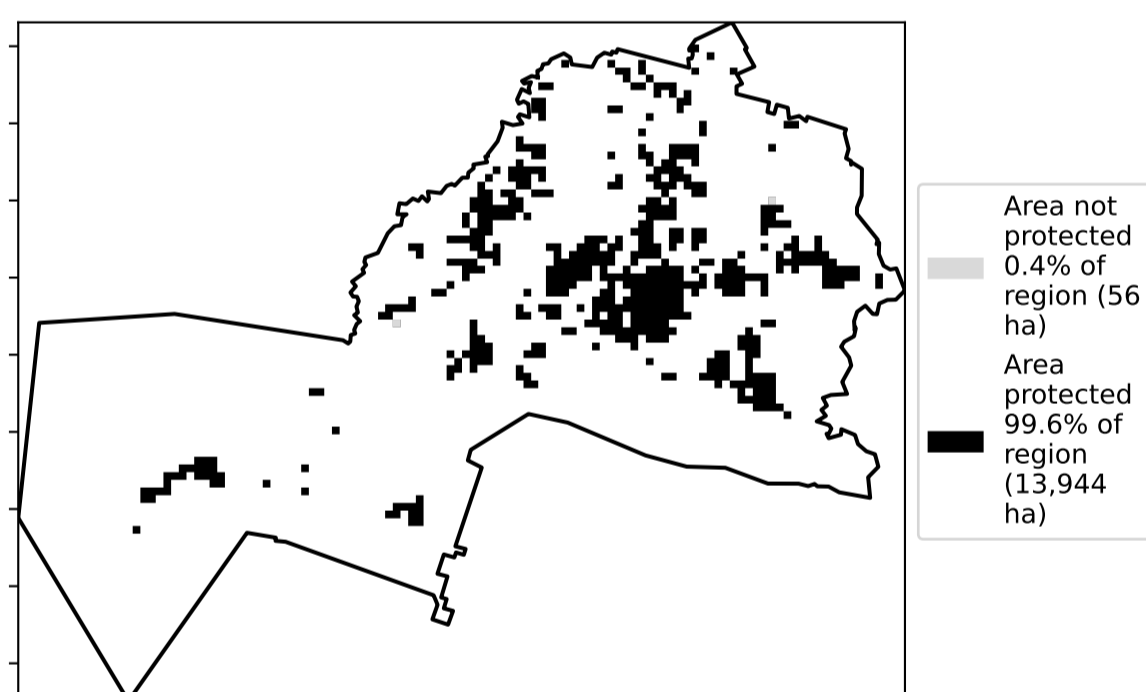 Area not
protected
0.4% of
region (56
ha)
Area
protected
99.6% of
region
(13,944
ha)